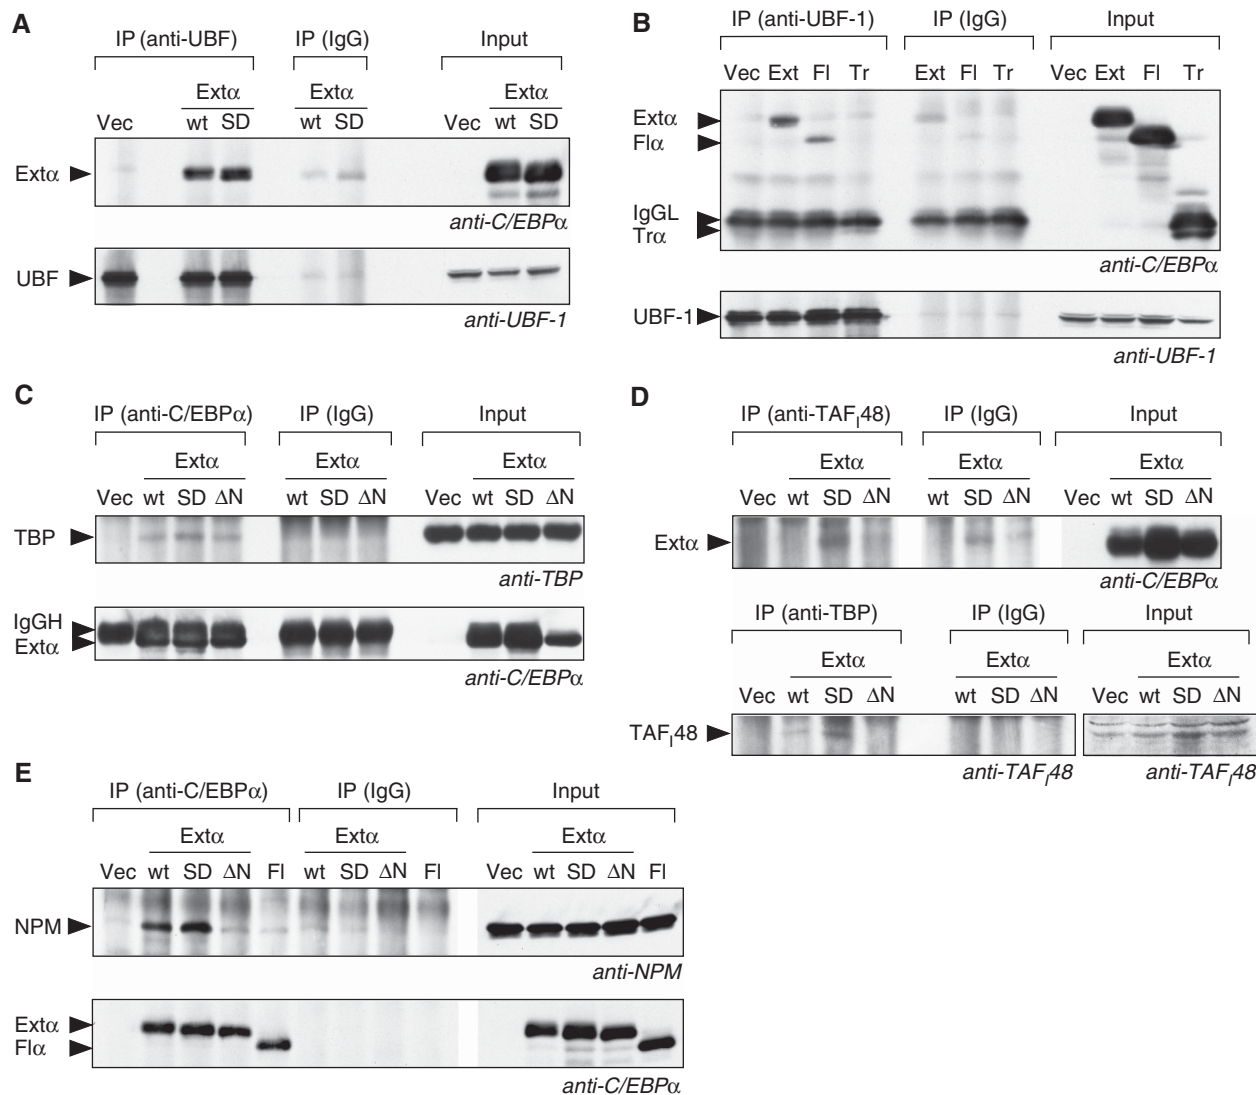 A
IP (anti-UBF) IP (IgG) Input
Extα Extα Extα
Vec wt SD wt SD Vec wt SD
Extα
anti-C/EBPα
UBF
anti-UBF-1
B
IP (anti-UBF-1) IP (IgG) Input
Vec Ext Fl Tr Ext Fl Tr Vec Ext Fl Tr
Extα
Flα
IgGL
Trα
anti-C/EBPα
UBF-1
anti-UBF-1
C
IP (anti-C/EBPα) IP (IgG) Input
Extα Extα Extα
Vec wt SD ΔN wt SD ΔN Vec wt SD ΔN
TBP
anti-TBP
IgGH
Extα
anti-C/EBPα
D
IP (anti-TAFI48) IP (IgG) Input
Extα Extα Extα
Vec wt SD ΔN wt SD ΔN Vec wt SD ΔN
Extα
anti-C/EBPα
IP (anti-TBP) IP (IgG) Input
Extα Extα Extα
Vec wt SD ΔN wt SD ΔN Vec wt SD ΔN
TAFI48
anti-TAFI48 anti-TAFI48
E
IP (anti-C/EBPα) IP (IgG) Input
Extα Extα Extα
Vec wt SD ΔN Fl wt SD ΔN Fl Vec wt SD ΔN Fl
NPM
anti-NPM
Extα
Flα
anti-C/EBPα